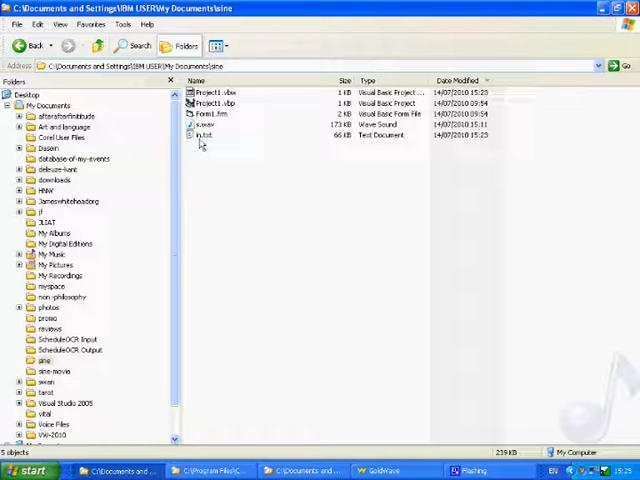 C:\Documents and Settings\IBM USER\My Documents\sine
File Edit View Favorites Tools Help
Back Search Folders
Address C:\Documents and Settings\IBM USER\My Documents\sine Go
Folders
Name Size Type Date Modified
Project1.vbw 1 KB Visual Basic Project ... 14/07/2010 15:23
Project1.vbp 1 KB Visual Basic Project 14/07/2010 09:54
Form1.frm 2 KB Visual Basic Form File 14/07/2010 09:54
s.wav 173 KB Wave Sound 14/07/2010 15:11
in.txt 66 KB Text Document 14/07/2010 15:23
Desktop
My Documents
afterafterfinitude
Art and language
Corel User Files
Dasein
database-of-my-events
deleuze-kant
downloads
HNW
Jameswhiteheadorg
jf
JLIAT
My Albums
My Digital Editions
My Music
My Pictures
My Recordings
myspace
non -philosophy
photos
promo
reviews
ScheduleOCR Input
ScheduleOCR Output
sine
sine-movie
swan
tarot
Visual Studio 2005
vital
Voice Files
VW-2010
5 objects 239 KB My Computer
start C:\Documents and ... C:\Program Files\C... C:\Documents and ... GoldWave Flashing EN 15:25